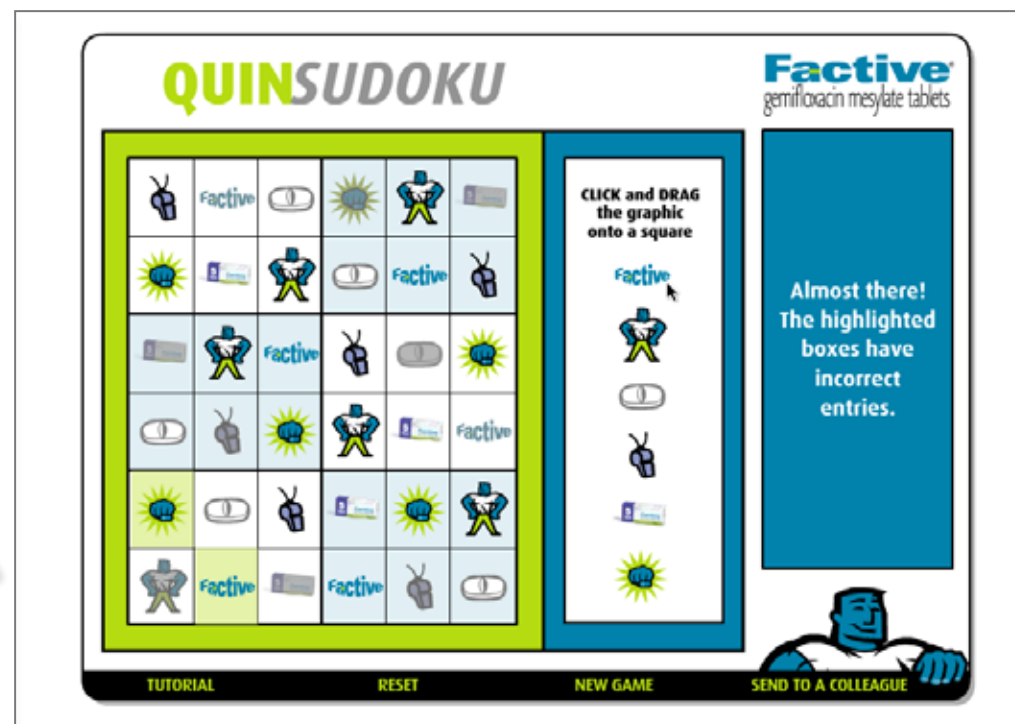 QUINSUDOKU
Factive
gemifloxacin mesylate tablets
Factive
Factive
Factive
Factive
Factive
Factive
CLICK and DRAG
the graphic
onto a square
Factive
Almost there!
The highlighted
boxes have
incorrect
entries.
TUTORIAL
RESET
NEW GAME
SEND TO A COLLEAGUE